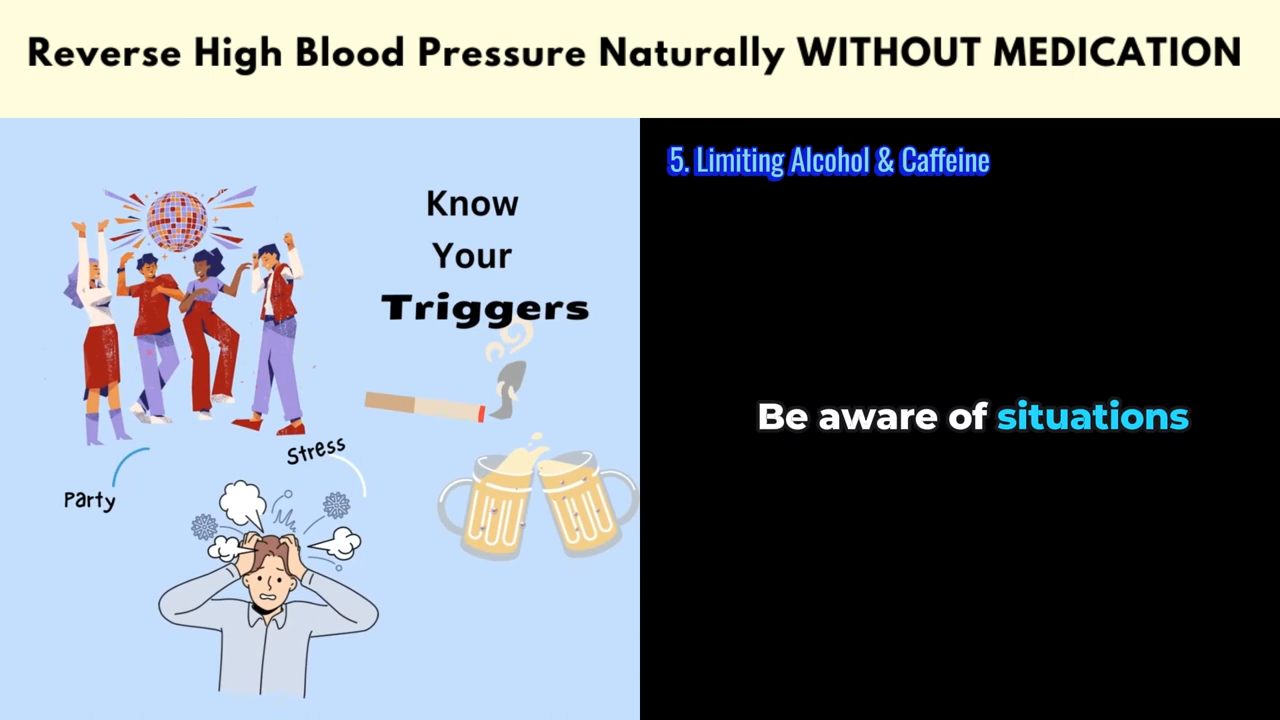 Reverse High Blood Pressure Naturally WITHOUT MEDICATION
Know
Your
Triggers
Party
Stress
5. Limiting Alcohol & Caffeine
Be aware of situations